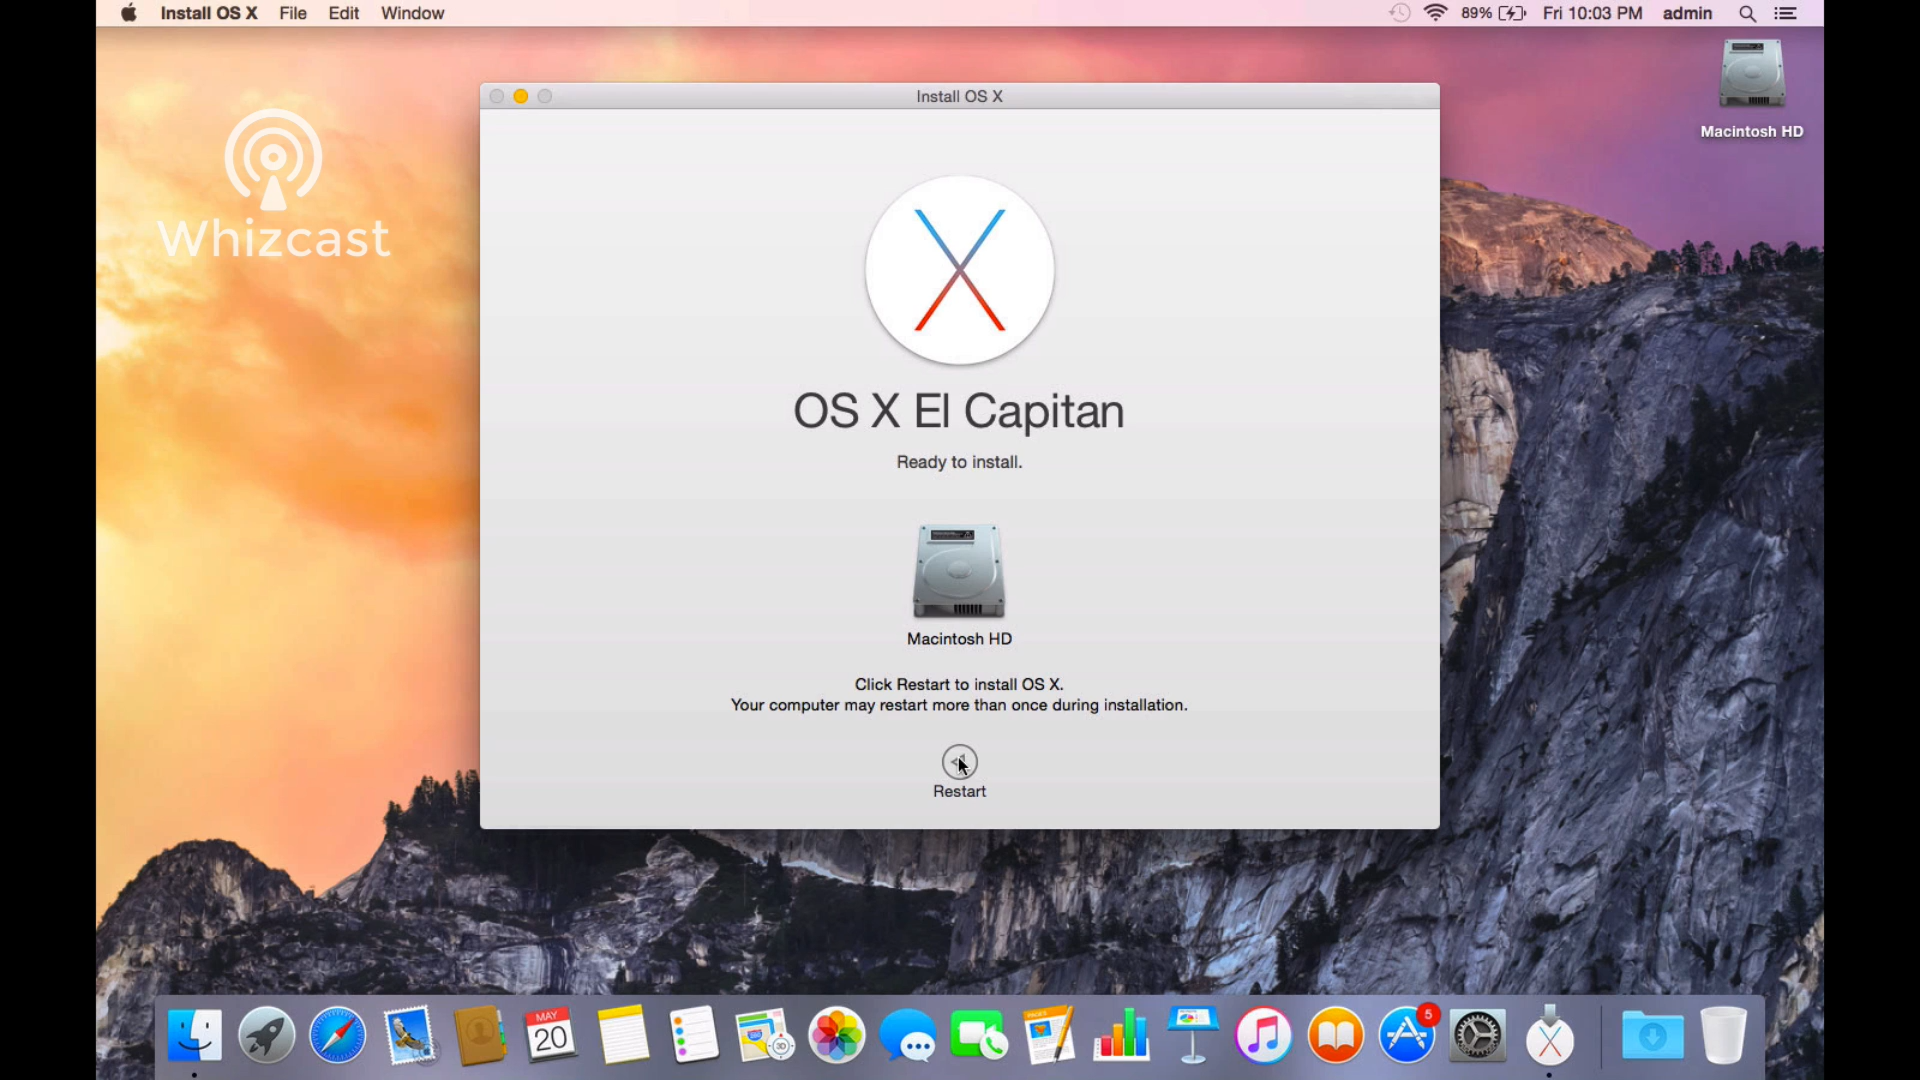 Install OS X File Edit Window 89% Fri 10:03 PM admin
Install OS X
Macintosh HD
Whizcast
OS X El Capitan
Ready to install.
Macintosh HD
Click Restart to install OS X.
Your computer may restart more than once during installation.
Restart
MAY
20
3D
PAGES
5